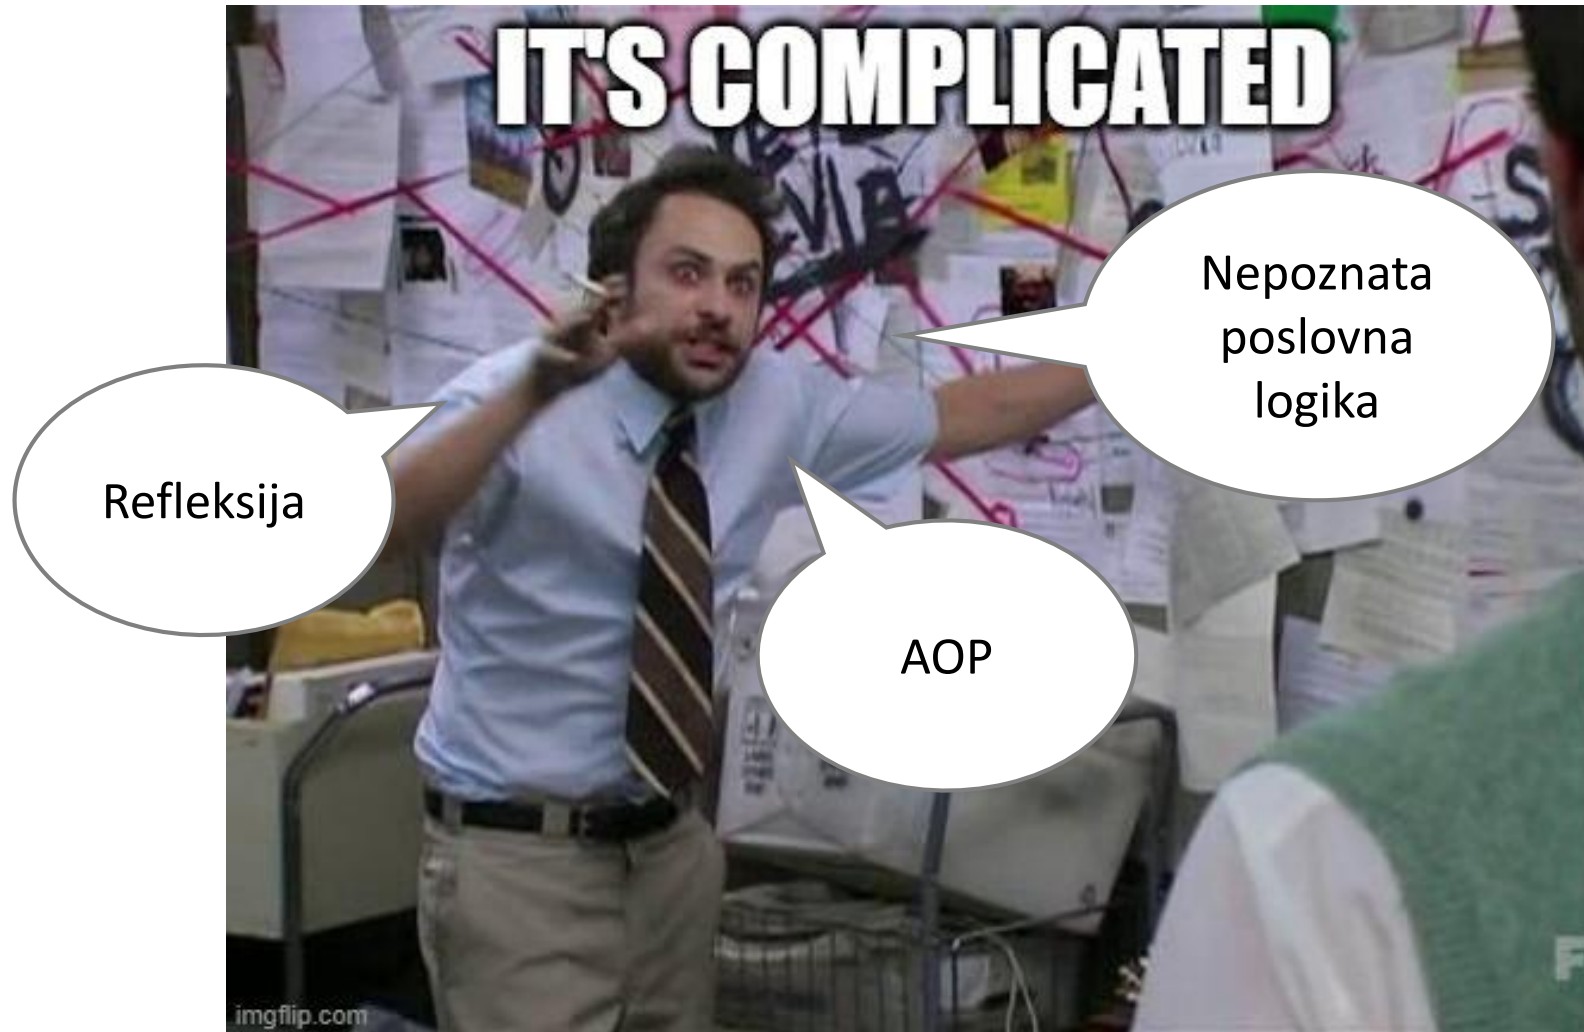 IT'S COMPLICATED
Nepoznata
poslovna
logika
Refleksija
AOP
imgflip.com